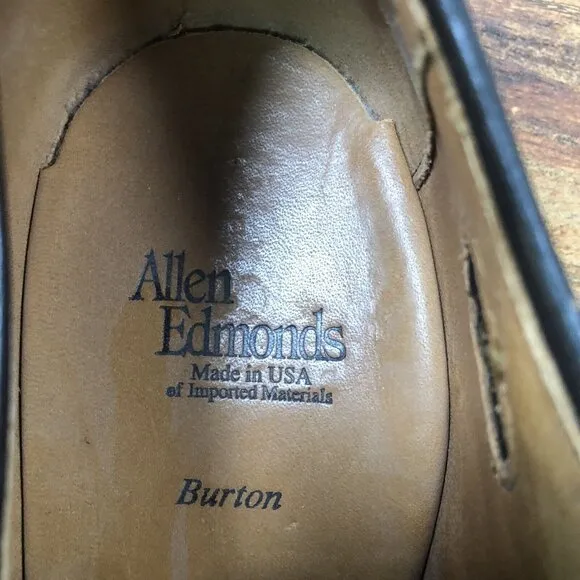 Allen
Edmonds
Made in USA
of Imported Materials
Burton